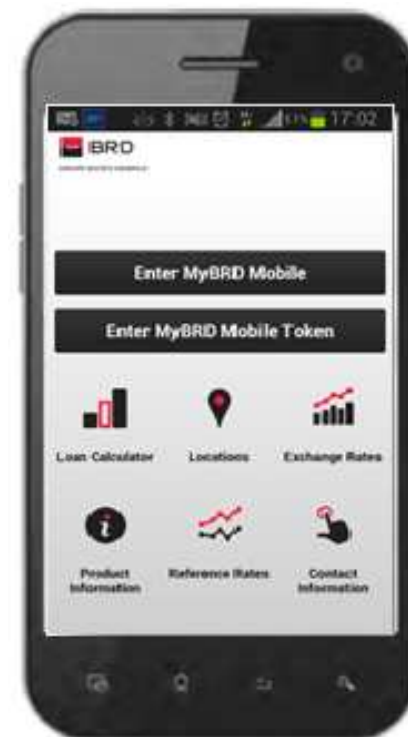 17:02
BRD
Enter MyBRD Mobile
Enter MyBRD Mobile Token
Loan Calculator Locations Exchange Rates
Product Reference Rates Contact
Information Information